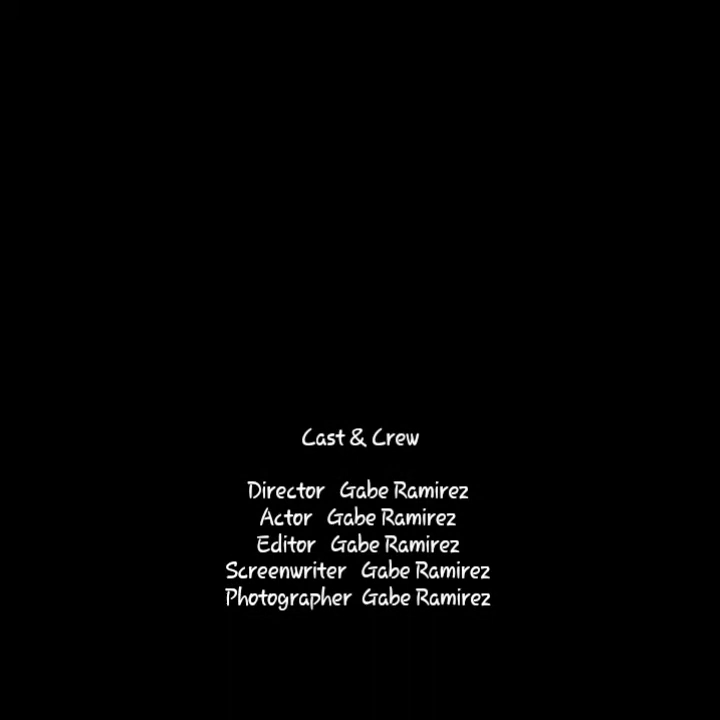 Cast & Crew
Director Gabe Ramirez
Actor Gabe Ramirez
Editor Gabe Ramirez
Screenwriter Gabe Ramirez
Photographer Gabe Ramirez